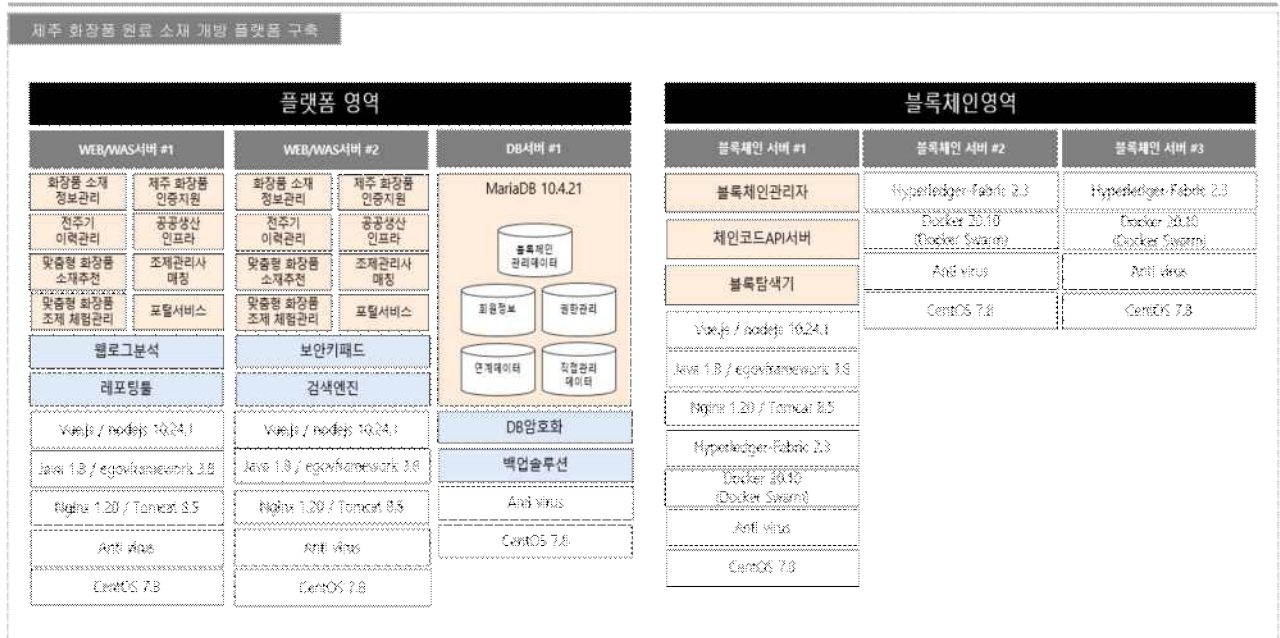 제주 화장품 원료 소재 개방 플랫폼 구축
플랫폼 영역
WEB/WAS서버 #1
화장품 소재
정보관리
제주 화장품
인증지원
전주기
이력관리
공공생산
인프라
맞춤형 화장품
소재추천
조제관리사
매칭
맞춤형 화장품
조제 체험관리
포털서비스
웹로그분석
레포팅툴
Vue.js / nodejs 10.24.1
Java 1.8 / egovframework 3.8
Nginx 1.20 / Tomcat 8.5
Anti virus
CentOS 7.8
WEB/WAS서버 #2
화장품 소재
정보관리
제주 화장품
인증지원
전주기
이력관리
공공생산
인프라
맞춤형 화장품
소재추천
조제관리사
매칭
맞춤형 화장품
조제 체험관리
포털서비스
보안키패드
검색엔진
Vue.js / nodejs 10.24.1
Java 1.8 / egovframework 3.8
Nginx 1.20 / Tomcat 8.5
Anti virus
CentOS 7.8
DB서버 #1
MariaDB 10.4.21
블록체인
관리데이터
회원정보
권한관리
연계데이터
직접관리
데이터
DB암호화
백업솔루션
Anti virus
CentOS 7.8
블록체인영역
블록체인 서버 #1
블록체인관리자
체인코드API서버
블록탐색기
Vue.js / nodejs 10.24.1
Java 1.8 / egovframework 3.8
Nginx 1.20 / Tomcat 8.5
Hyperledger-Fabric 2.3
Docker 20.10
(Docker Swarm)
Anti virus
CentOS 7.8
블록체인 서버 #2
Hyperledger-Fabric 2.3
Docker 20.10
(Docker Swarm)
Anti virus
CentOS 7.8
블록체인 서버 #3
Hyperledger-Fabric 2.3
Docker 20.10
(Docker Swarm)
Anti virus
CentOS 7.8